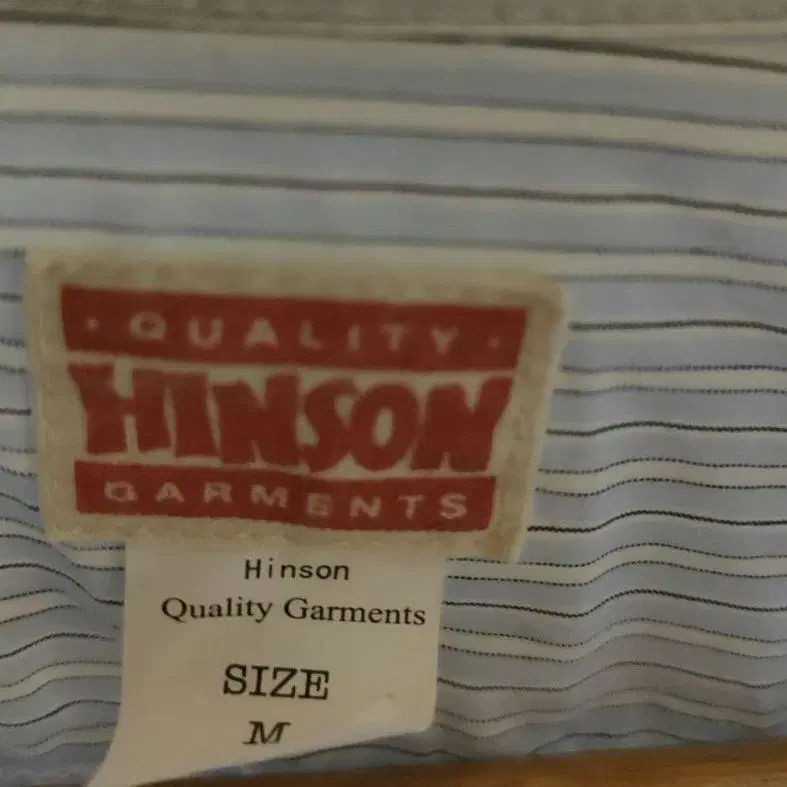 · QUALITY ·
HINSON
GARMENTS
Hinson
Quality Garments
SIZE
M